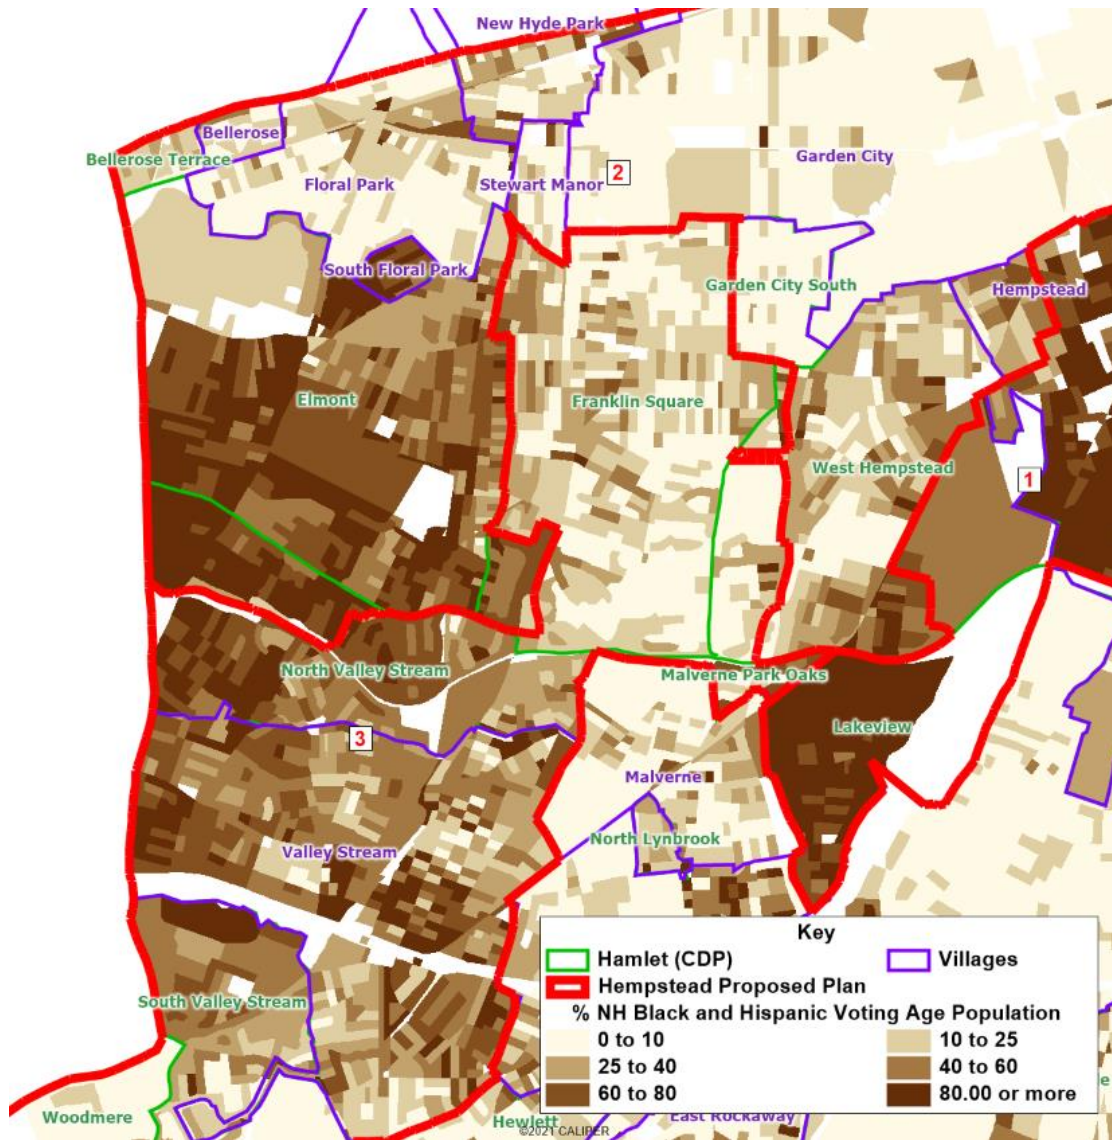 New Hyde Park
Bellerose
Bellerose Terrace
Garden City
2
Floral Park
Stewart Manor
South Floral Park
Garden City South
Hempstead
Elmont
Franklin Square
West Hempstead
1
North Valley Stream
Malverne Park Oaks
Lakeview
3
Malverne
North Lynbrook
Valley Stream
South Valley Stream
Woodmere
Hewlett
East Rockaway
Key
Hamlet (CDP)
Villages
Hempstead Proposed Plan
% NH Black and Hispanic Voting Age Population
0 to 10
10 to 25
25 to 40
40 to 60
60 to 80
80.00 or more
©2021 CALIPER